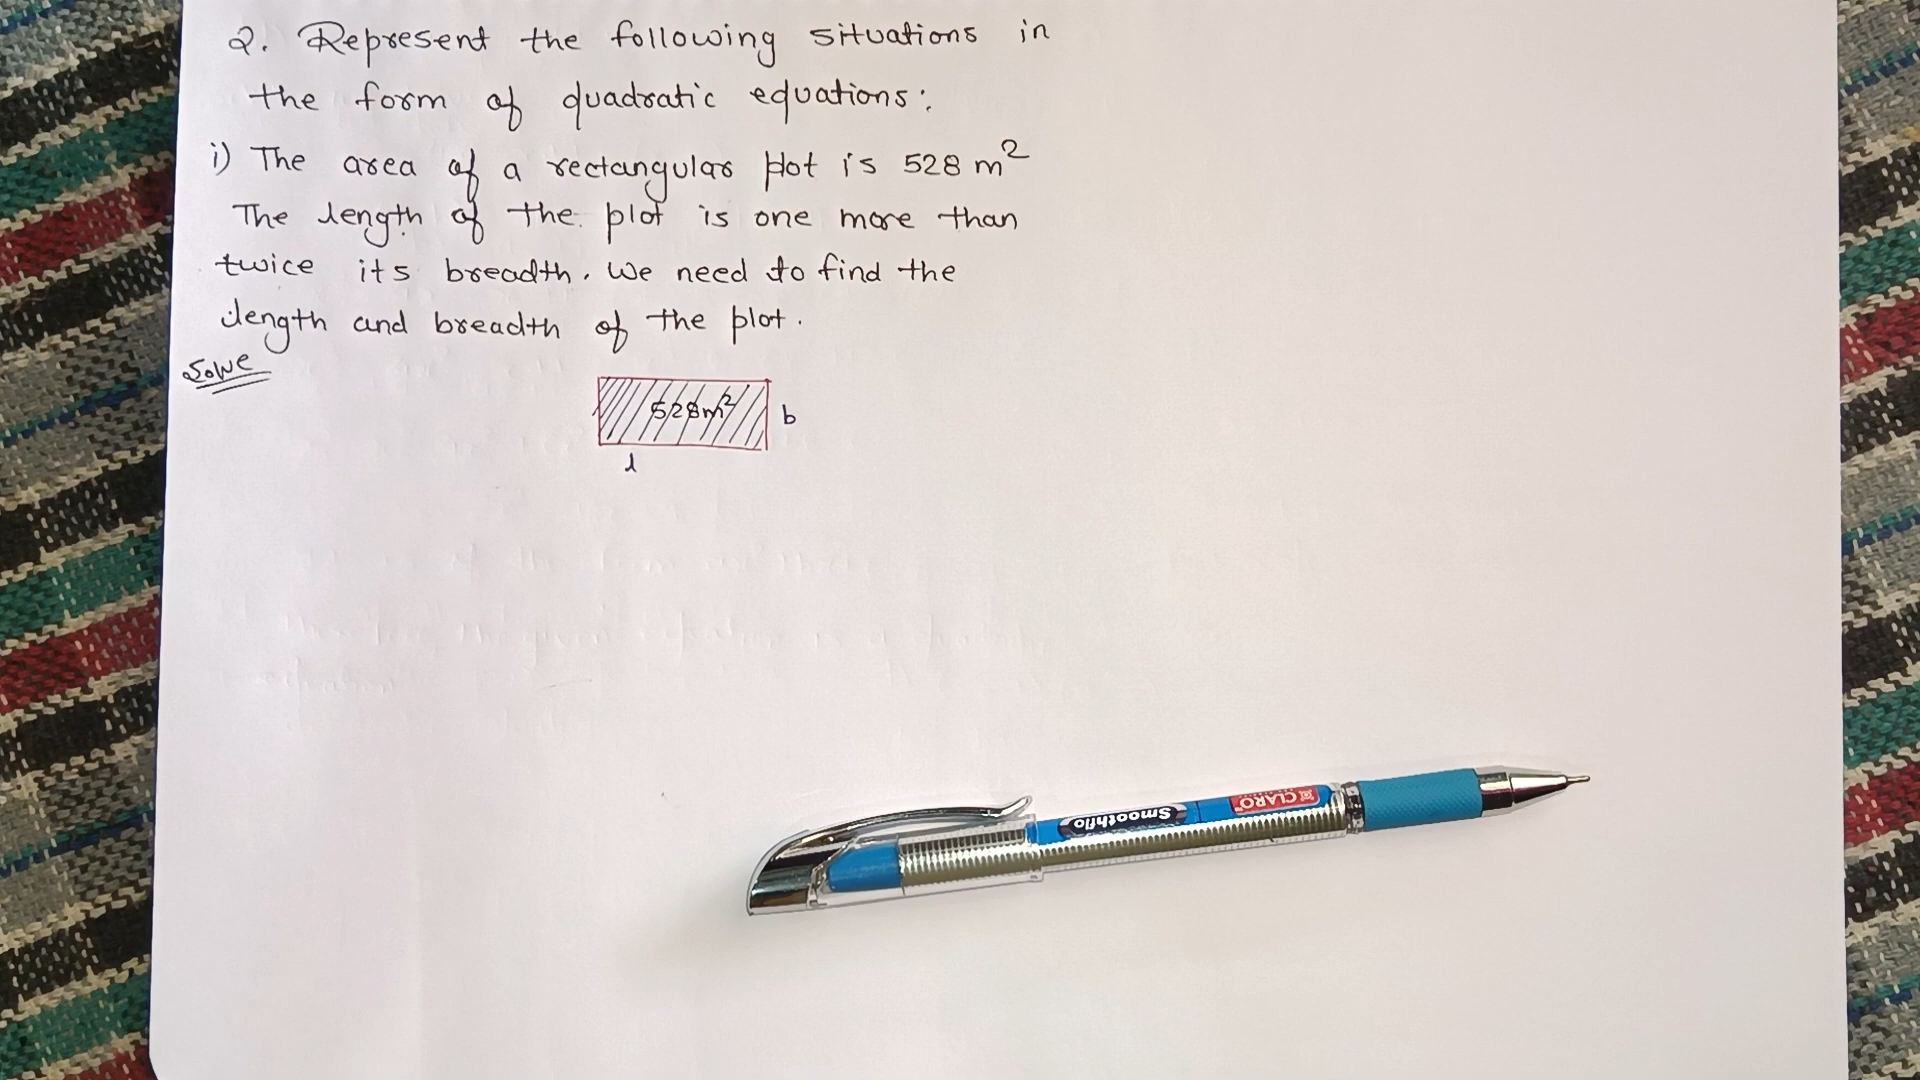 2. Represent the following situations in
the form of quadratic equations:
i) The area of a rectangular plot is 528 m²
The length of the plot is one more than
twice its breadth. We need to find the
length and breadth of the plot.
Solve
528m²
b
l
Smoothflo
CLARO